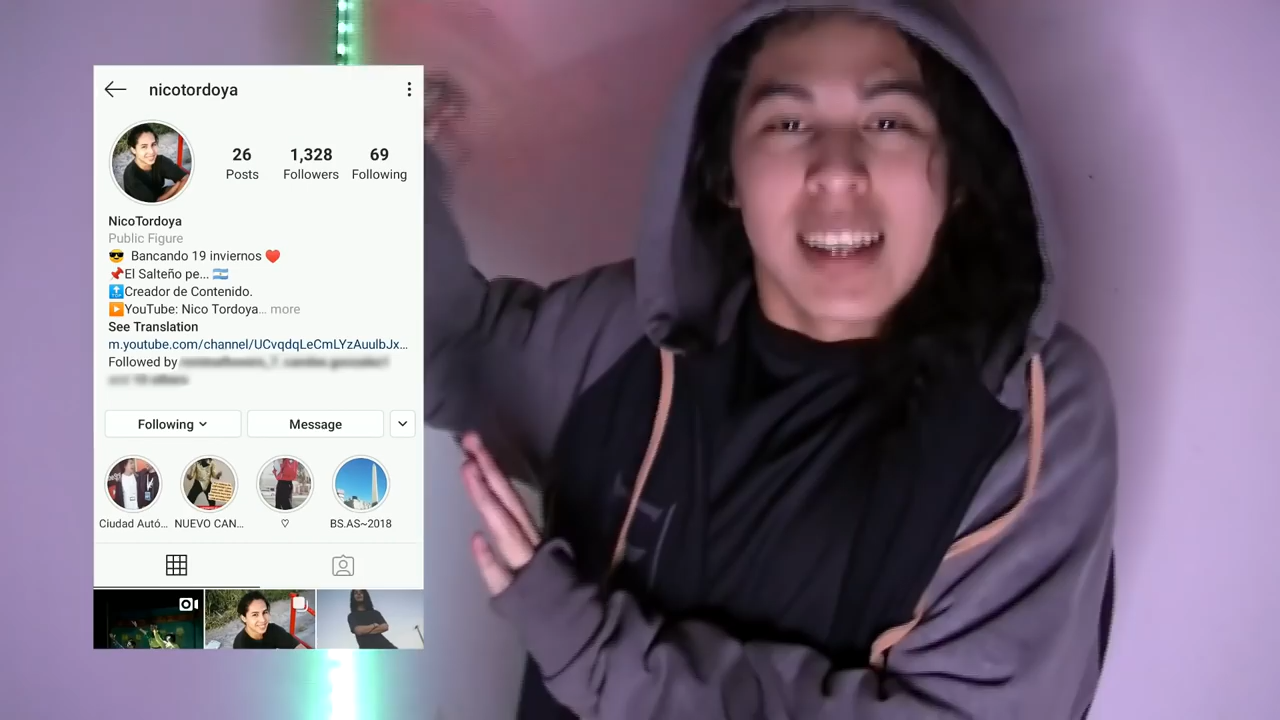 nicotordoya
26 1,328 69
Posts Followers Following
NicoTordoya
Public Figure
😎 Bancando 19 inviernos ♥️
📌El Salteño pe... 🇦🇷
🔝Creador de Contenido.
▶️YouTube: Nico Tordoya... more
See Translation
m.youtube.com/channel/UCvqdqLeCmLYzAuulbJx...
Followed by
Following Message
Ciudad Autó... NUEVO CAN... ♡ BS.AS~2018